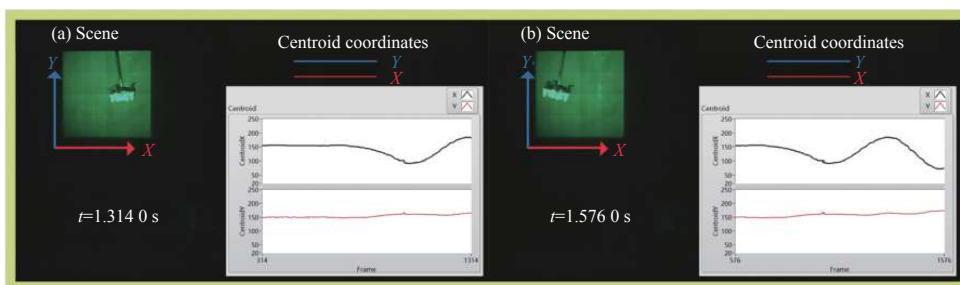 (a) Scene
Y
X
t=1.314 0 s
Centroid coordinates
Y
X
X
Y
Centroid
CentroidX
250
200
150
100
50
20
CentroidY
250
200
150
100
50
20
314
1314
Frame
(b) Scene
Y
X
t=1.576 0 s
Centroid coordinates
Y
X
X
Y
Centroid
CentroidX
250
200
150
100
50
20
CentroidY
250
200
150
100
50
20
576
1576
Frame